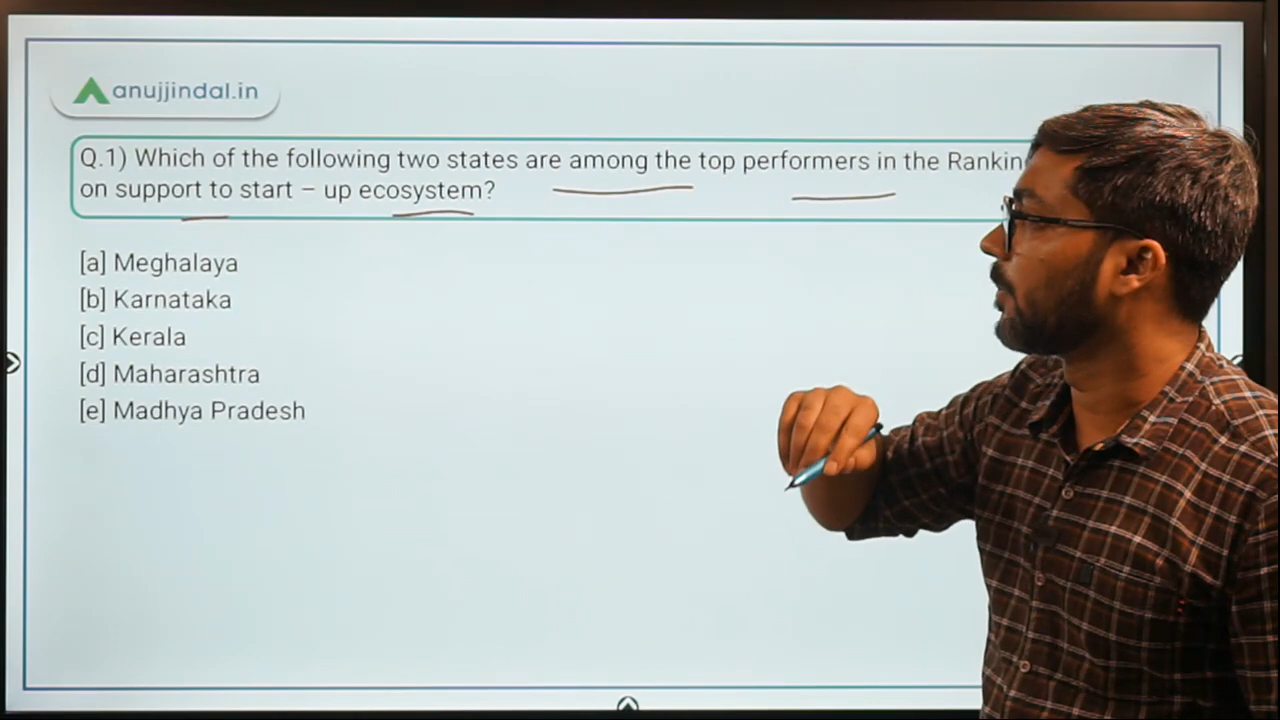 anujjindal.in
Q.1) Which of the following two states are among the top performers in the
on support to start – up ecosystem?
[a] Meghalaya
[b] Karnataka
[c] Kerala
[d] Maharashtra
[e] Madhya Pradesh